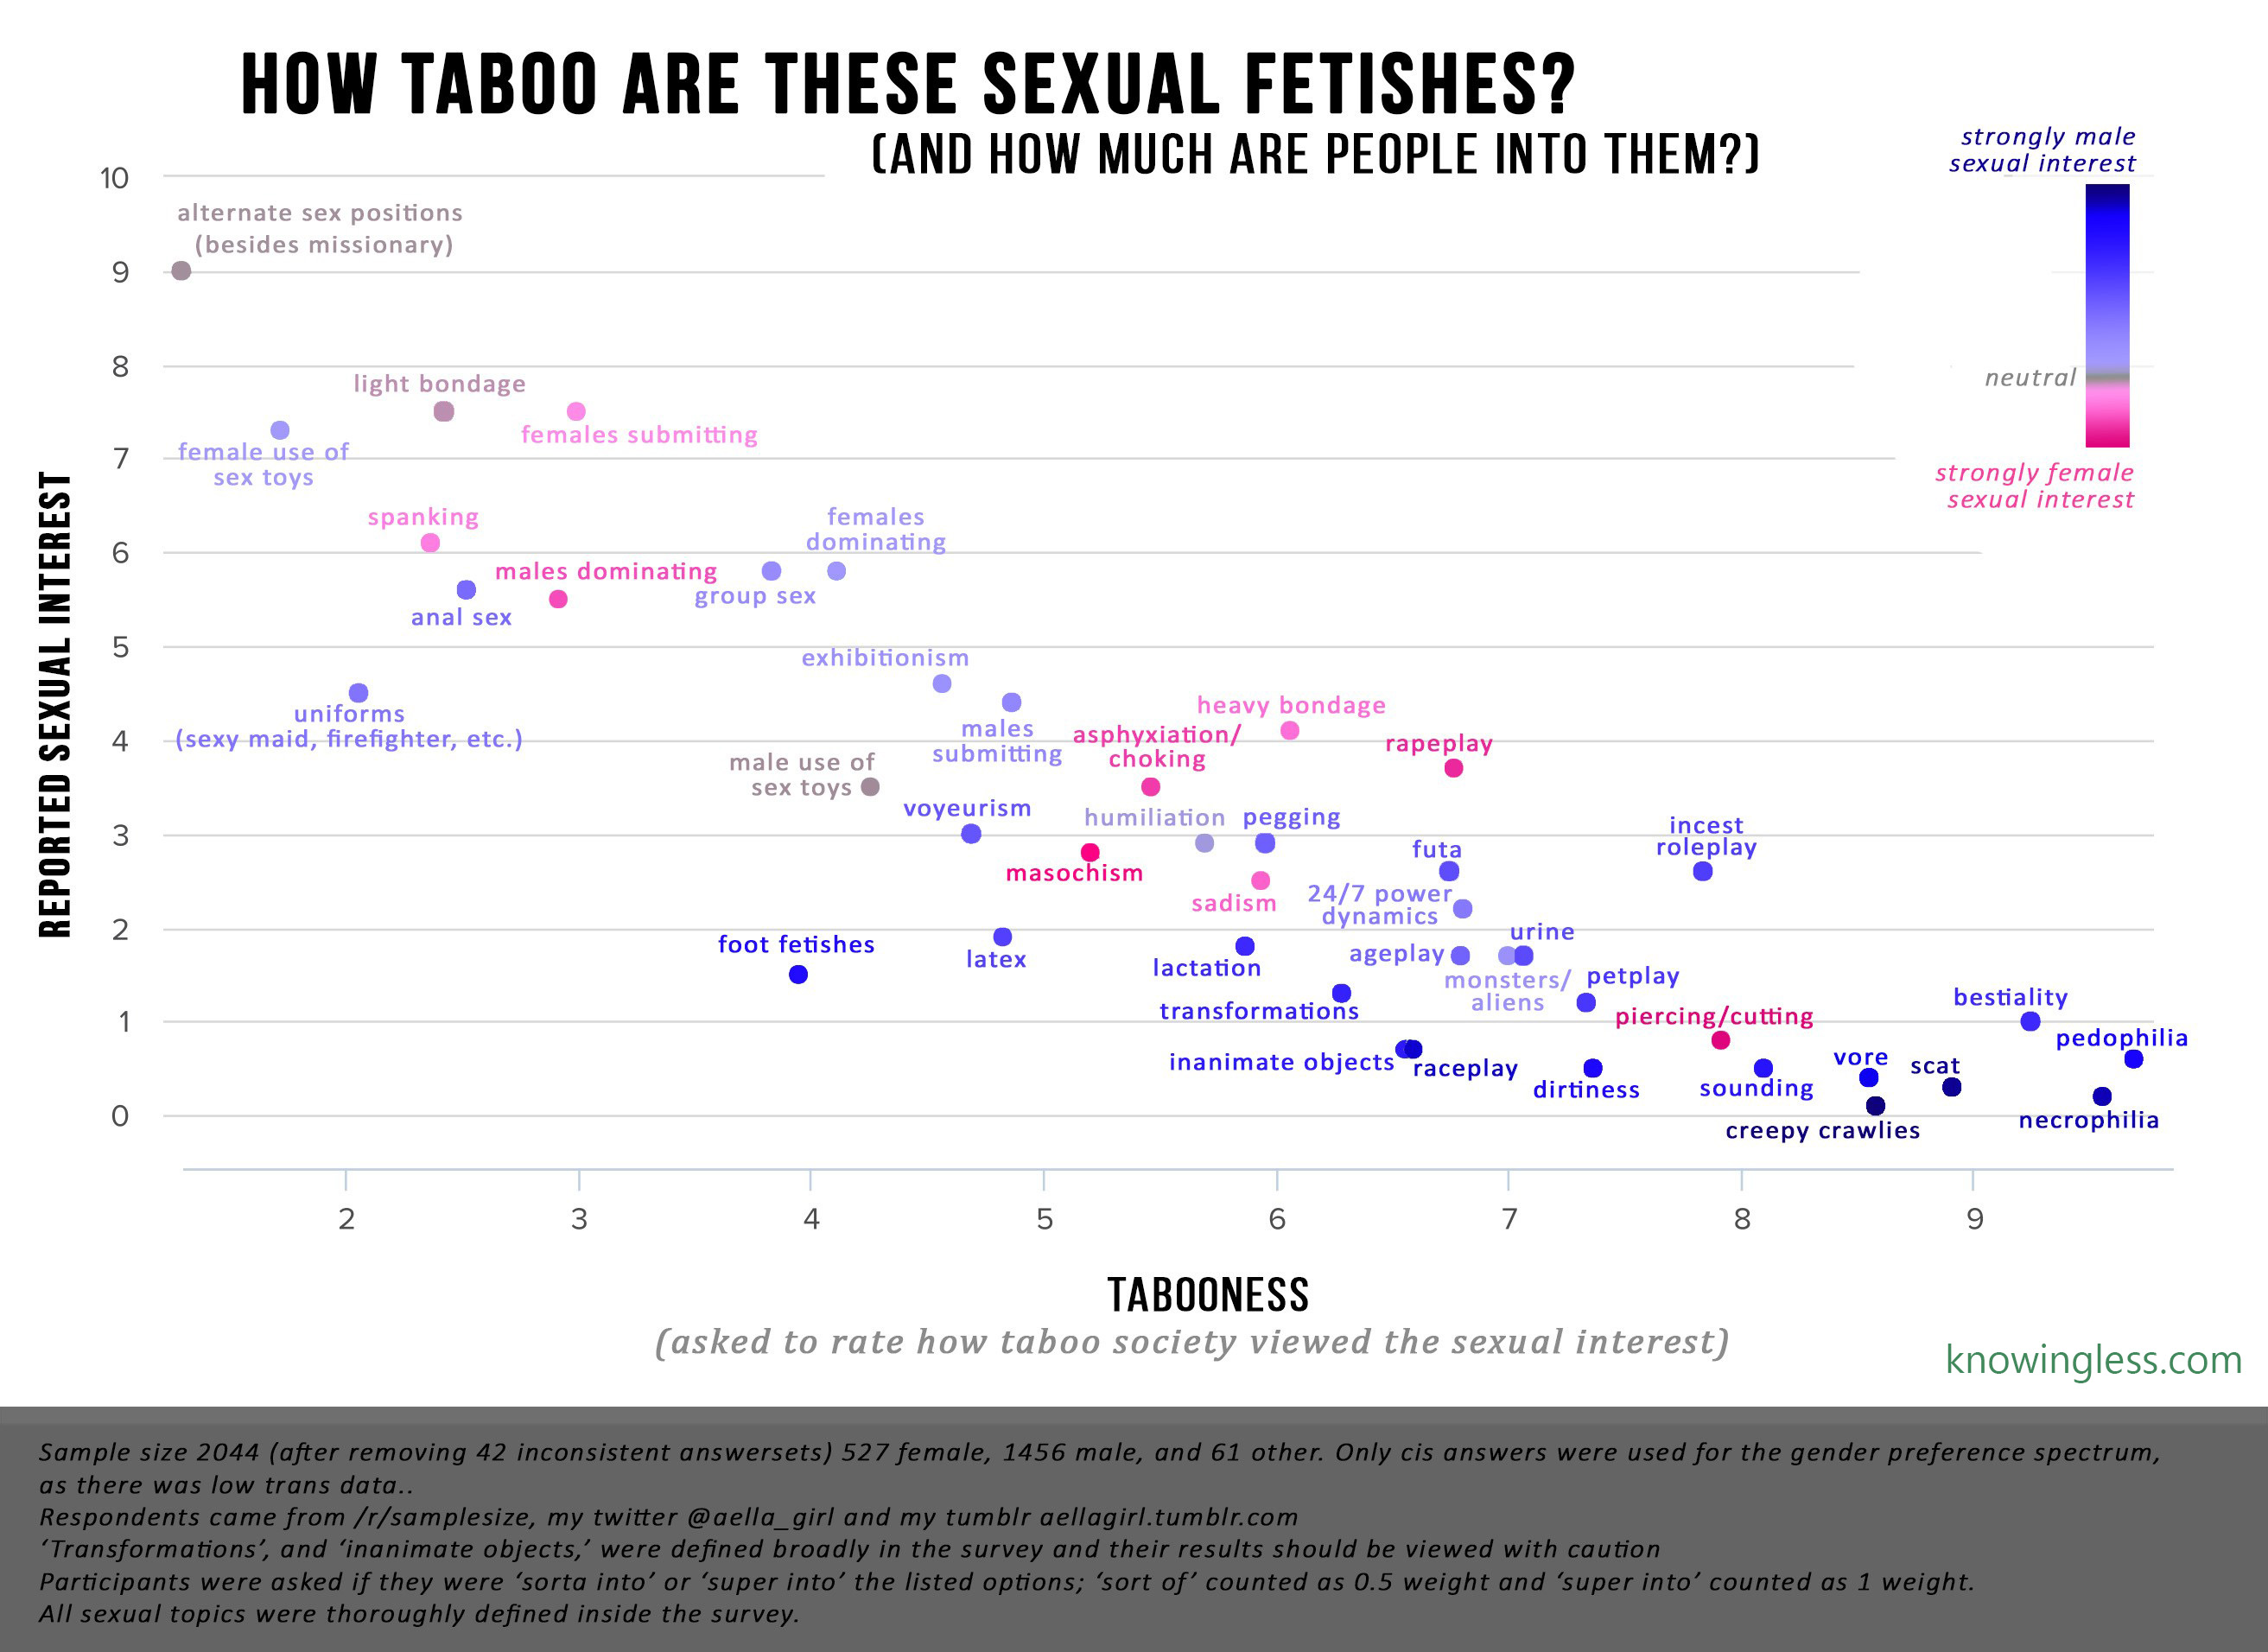 HOW TABOO ARE THESE SEXUAL FETISHES?
(AND HOW MUCH ARE PEOPLE INTO THEM?)
strongly male
sexual interest
neutral
strongly female
sexual interest
REPORTED SEXUAL INTEREST
10
9
8
7
6
5
4
3
2
1
0
alternate sex positions
(besides missionary)
light bondage
females submitting
female use of
sex toys
spanking
females
dominating
males dominating
group sex
anal sex
exhibitionism
uniforms
(sexy maid, firefighter, etc.)
males
submitting
heavy bondage
asphyxiation/
choking
rapeplay
male use of
sex toys
voyeurism
humiliation
pegging
incest
roleplay
masochism
futa
sadism
24/7 power
dynamics
foot fetishes
latex
lactation
ageplay
urine
monsters/
aliens
petplay
transformations
piercing/cutting
bestiality
pedophilia
inanimate objects
raceplay
dirtiness
sounding
vore
scat
creepy crawlies
necrophilia
2
3
4
5
6
7
8
9
TABOONESS
(asked to rate how taboo society viewed the sexual interest)
knowingless.com
Sample size 2044 (after removing 42 inconsistent answersets) 527 female, 1456 male, and 61 other. Only cis answers were used for the gender preference spectrum,
as there was low trans data..
Respondents came from /r/samplesize, my twitter @aella_girl and my tumblr aellagirl.tumblr.com
‘Transformations’, and ‘inanimate objects,’ were defined broadly in the survey and their results should be viewed with caution
Participants were asked if they were ‘sorta into’ or ‘super into’ the listed options; ‘sort of’ counted as 0.5 weight and ‘super into’ counted as 1 weight.
All sexual topics were thoroughly defined inside the survey.